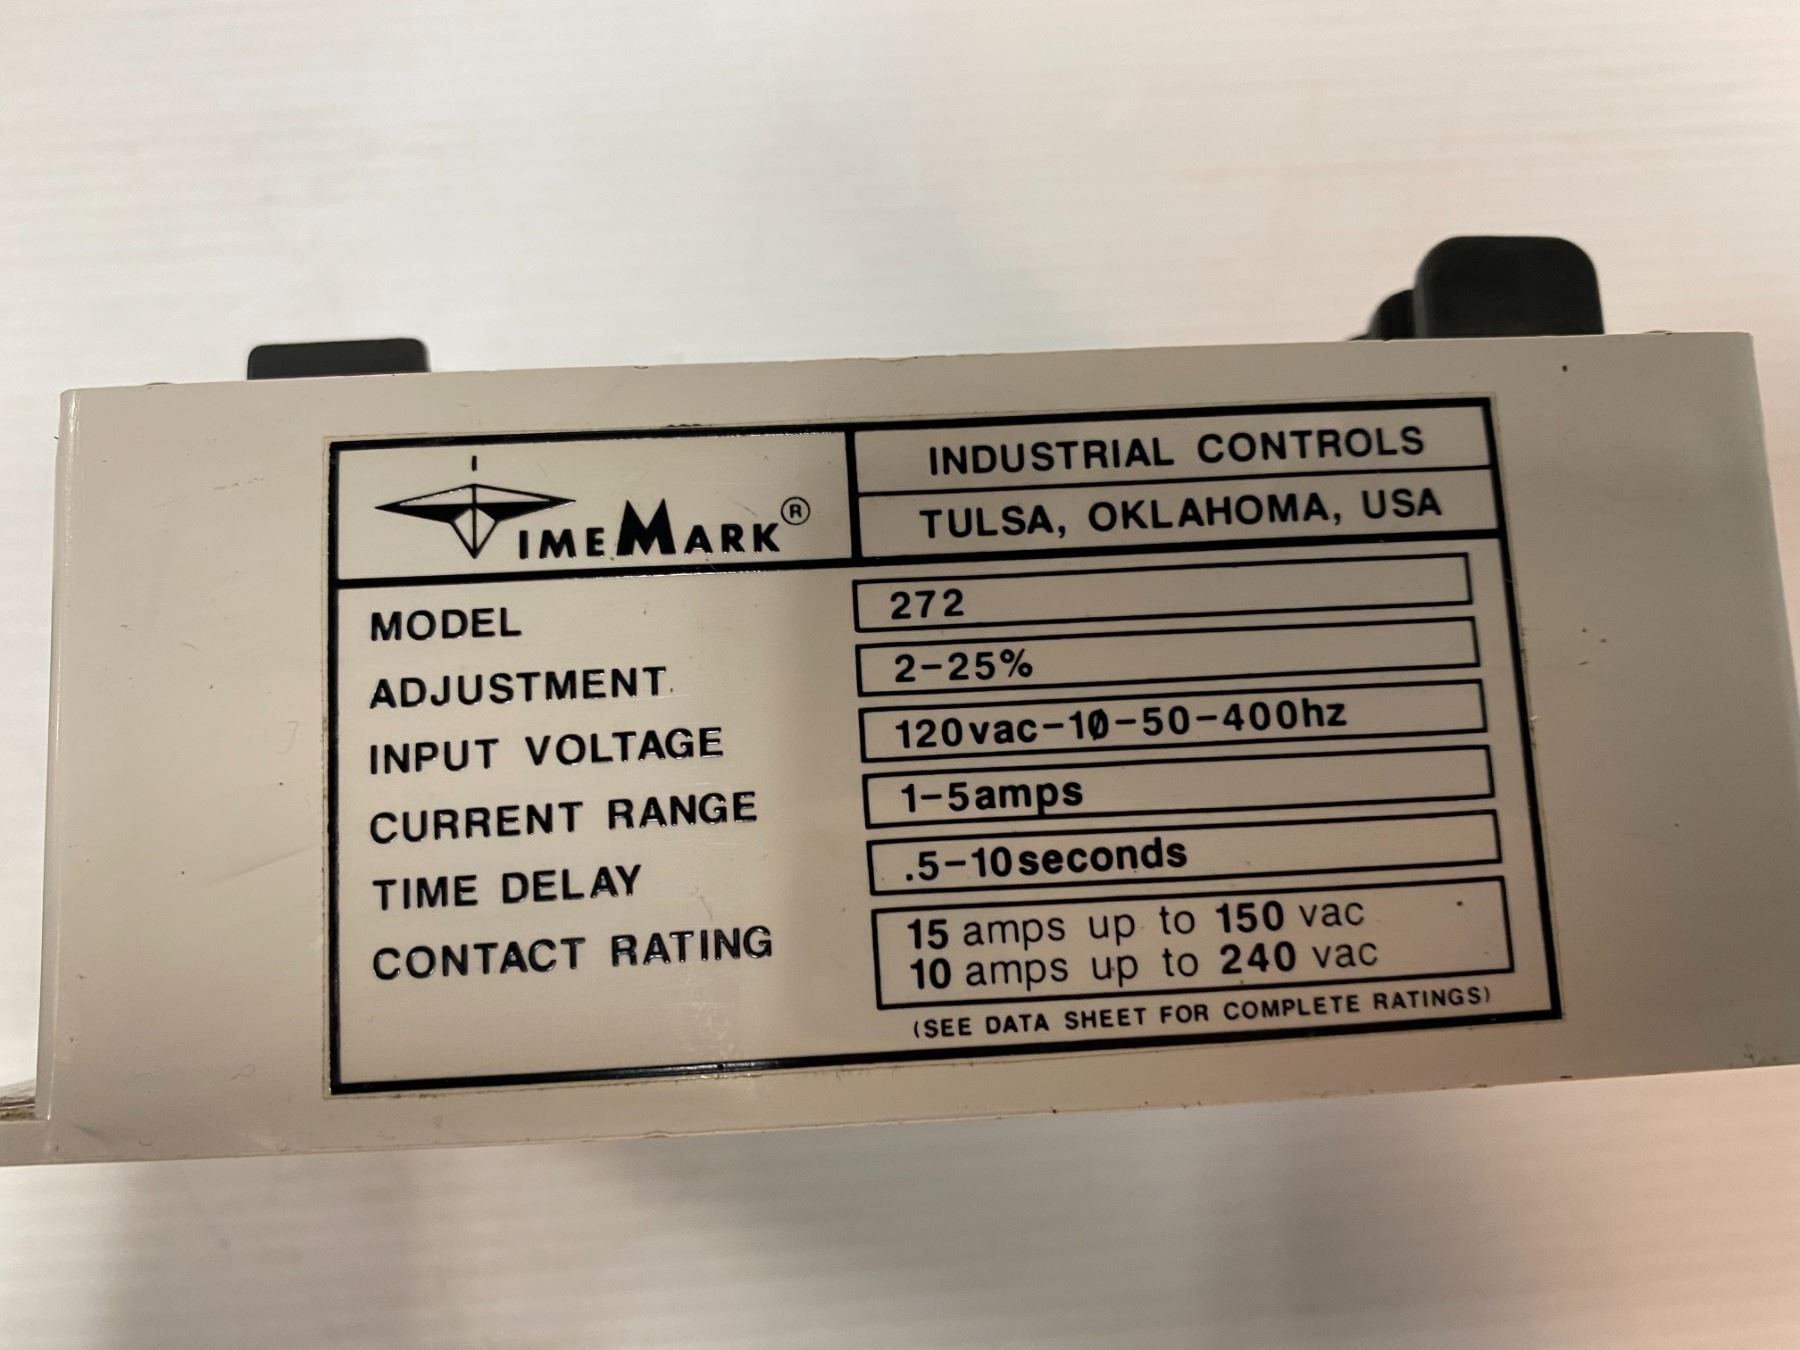 TIMEMARK®
INDUSTRIAL CONTROLS
TULSA, OKLAHOMA, USA
MODEL 272
ADJUSTMENT 2-25%
INPUT VOLTAGE 120vac-1Ø-50-400hz
CURRENT RANGE 1-5amps
TIME DELAY .5-10seconds
CONTACT RATING 15 amps up to 150 vac
10 amps up to 240 vac
(SEE DATA SHEET FOR COMPLETE RATINGS)